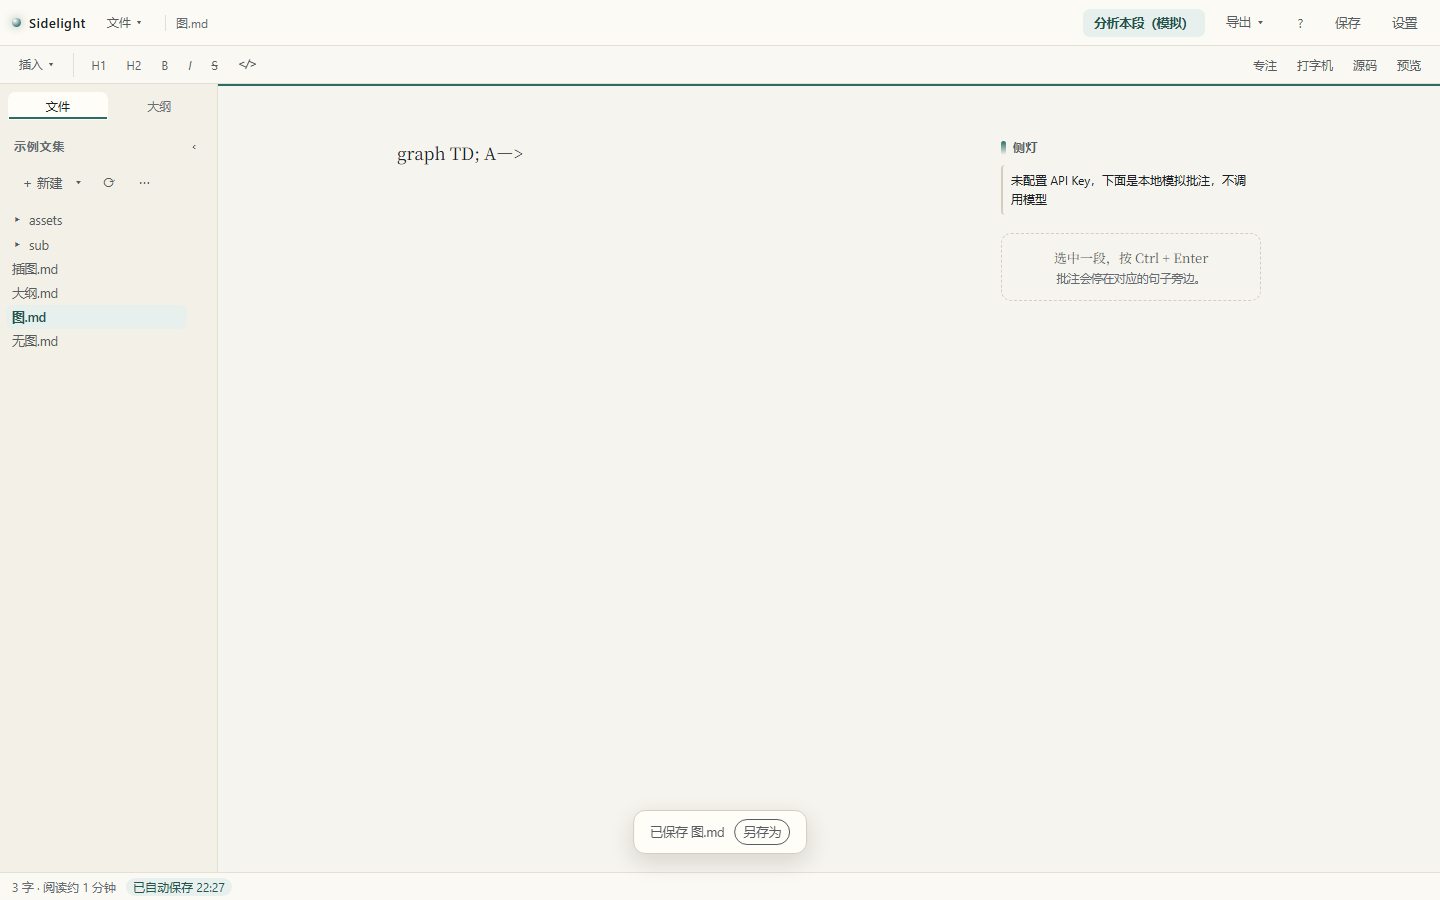 Sidelight 文件 图.md 分析本段（模拟） 导出 ? 保存 设置
插入 H1 H2 B I S </> 专注 打字机 源码 预览
文件 大纲
示例文集 ‹
+ 新建 ···
assets
sub
插图.md
大纲.md
图.md
无图.md
graph TD; A—>
侧灯
未配置 API Key，下面是本地模拟批注，不调
用模型
选中一段，按 Ctrl + Enter
批注会停在对应的句子旁边。
已保存 图.md 另存为
3 字 · 阅读约 1 分钟 已自动保存 22:27